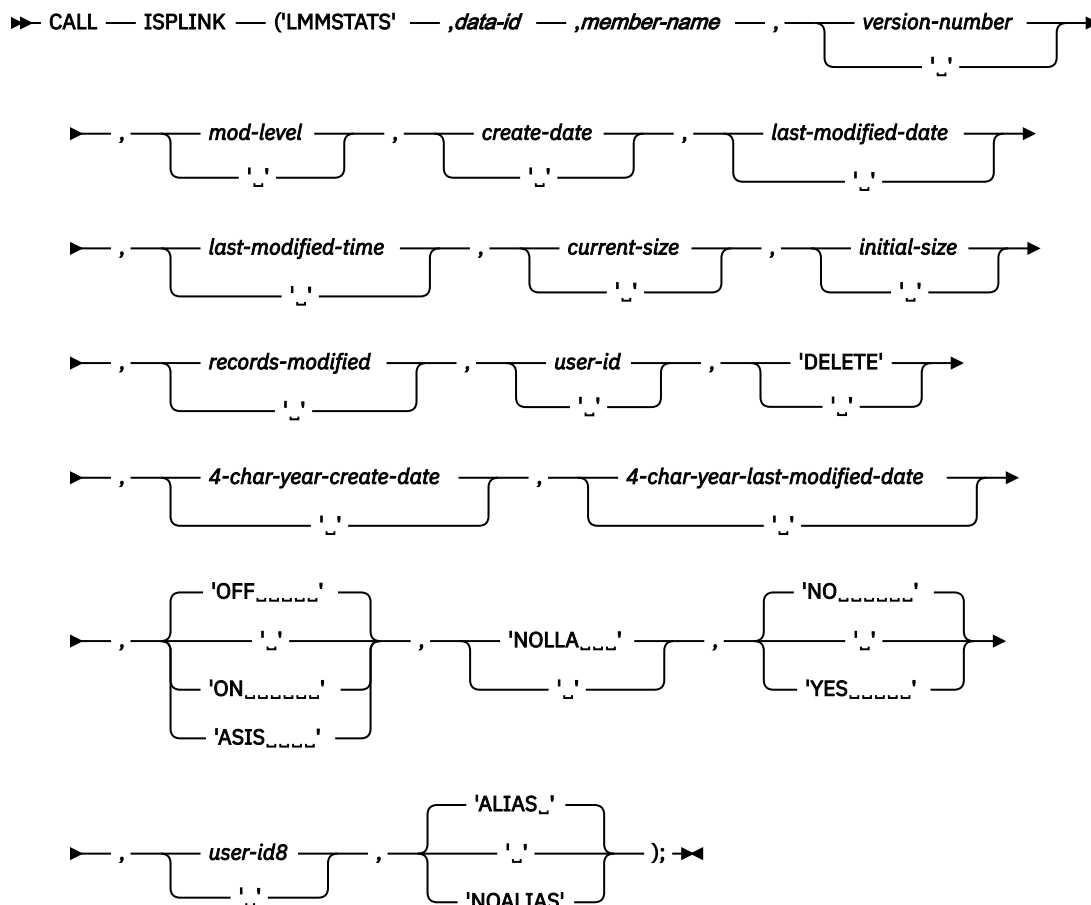 CALL ISPLINK ('LMMSTATS' ,data-id ,member-name , version-number
'␣'
, mod-level , create-date , last-modified-date
'␣' '␣' '␣'
, last-modified-time , current-size , initial-size
'␣' '␣' '␣'
, records-modified , user-id , 'DELETE'
'␣' '␣' '␣'
, 4-char-year-create-date , 4-char-year-last-modified-date
'␣' '␣'
'OFF␣␣␣␣␣' 'NO␣␣␣␣␣␣'
, '␣' , 'NOLLA␣␣␣' , '␣'
'ON␣␣␣␣␣␣' '␣' 'YES␣␣␣␣␣'
'ASIS␣␣␣␣'
'ALIAS␣'
, user-id8 , '␣' );
'␣' 'NOALIAS'